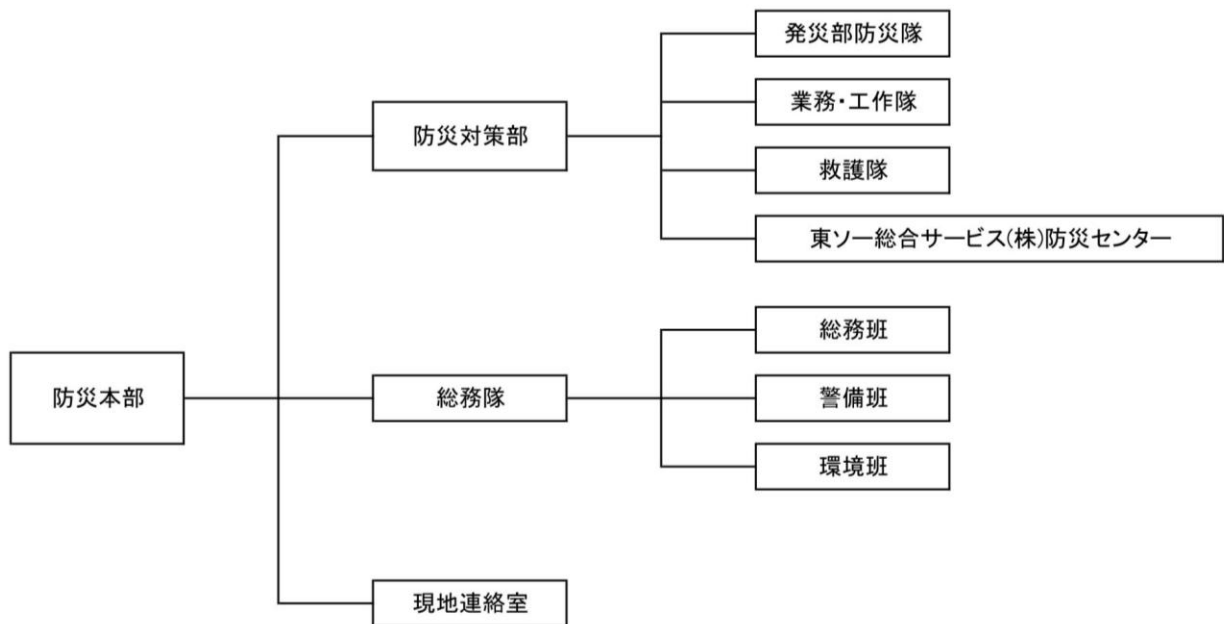 防災本部
防災対策部
発災部防災隊
業務・工作隊
救護隊
東ソー総合サービス(株)防災センター
総務隊
総務班
警備班
環境班
現地連絡室